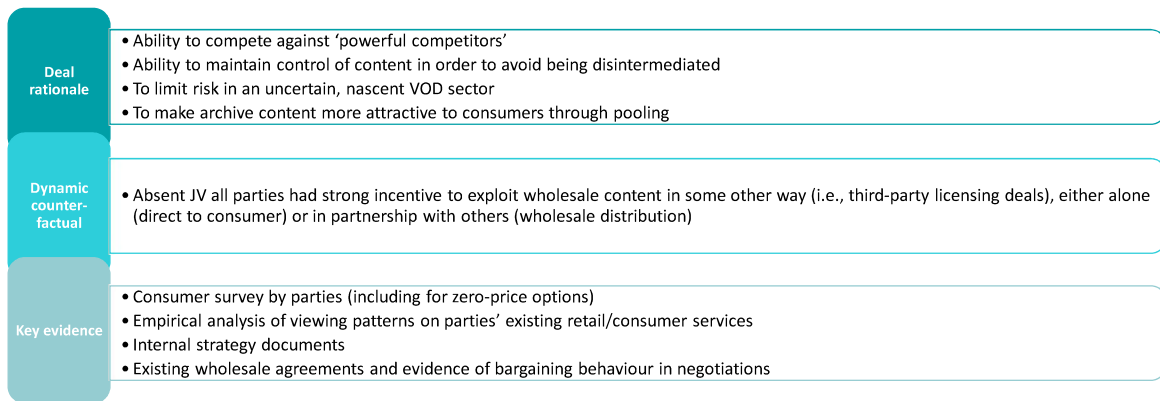 Deal
rationale
• Ability to compete against ‘powerful competitors’
• Ability to maintain control of content in order to avoid being disintermediated
• To limit risk in an uncertain, nascent VOD sector
• To make archive content more attractive to consumers through pooling
Dynamic
counter-
factual
• Absent JV all parties had strong incentive to exploit wholesale content in some other way (i.e., third-party licensing deals), either alone
(direct to consumer) or in partnership with others (wholesale distribution)
Key evidence
• Consumer survey by parties (including for zero-price options)
• Empirical analysis of viewing patterns on parties’ existing retail/consumer services
• Internal strategy documents
• Existing wholesale agreements and evidence of bargaining behaviour in negotiations